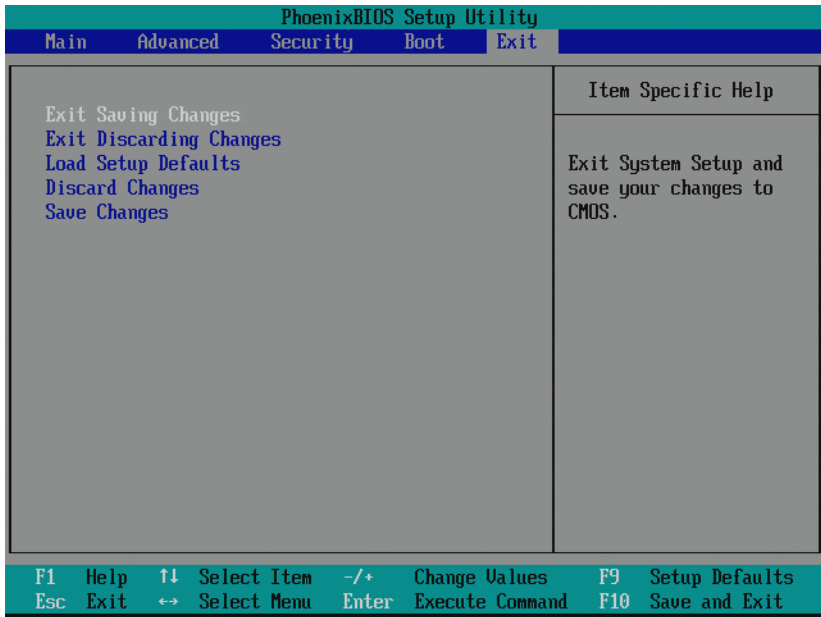 PhoenixBIOS Setup Utility
Main Advanced Security Boot Exit
Item Specific Help
Exit Saving Changes
Exit Discarding Changes
Load Setup Defaults
Discard Changes
Save Changes
Exit System Setup and
save your changes to
CMOS.
F1 Help ↑↓ Select Item -/+ Change Values F9 Setup Defaults
Esc Exit ↔ Select Menu Enter Execute Command F10 Save and Exit